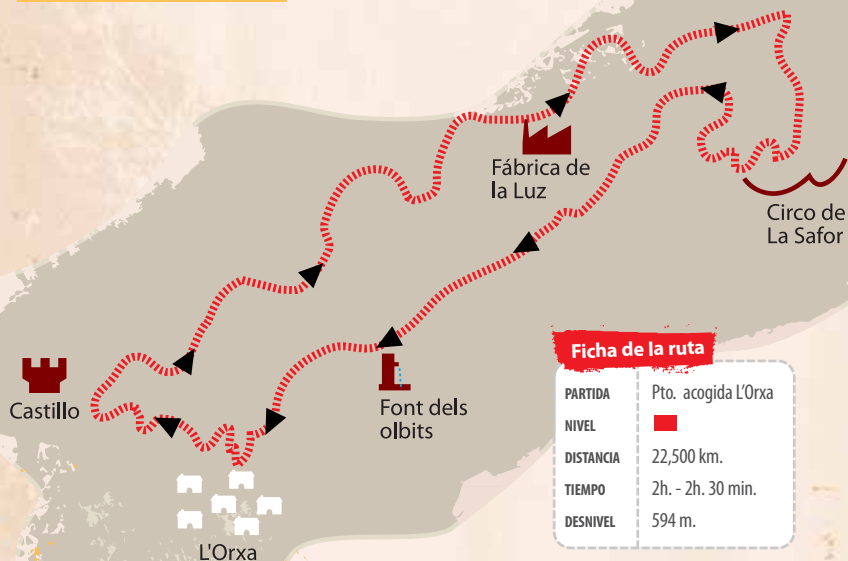 Fábrica de
la Luz
Circo de
La Safor
Castillo
Font dels
olbits
L'Orxa
Ficha de la ruta
PARTIDA Pto. acogida L'Orxa
NIVEL
DISTANCIA 22,500 km.
TIEMPO 2h. - 2h. 30 min.
DESNIVEL 594 m.